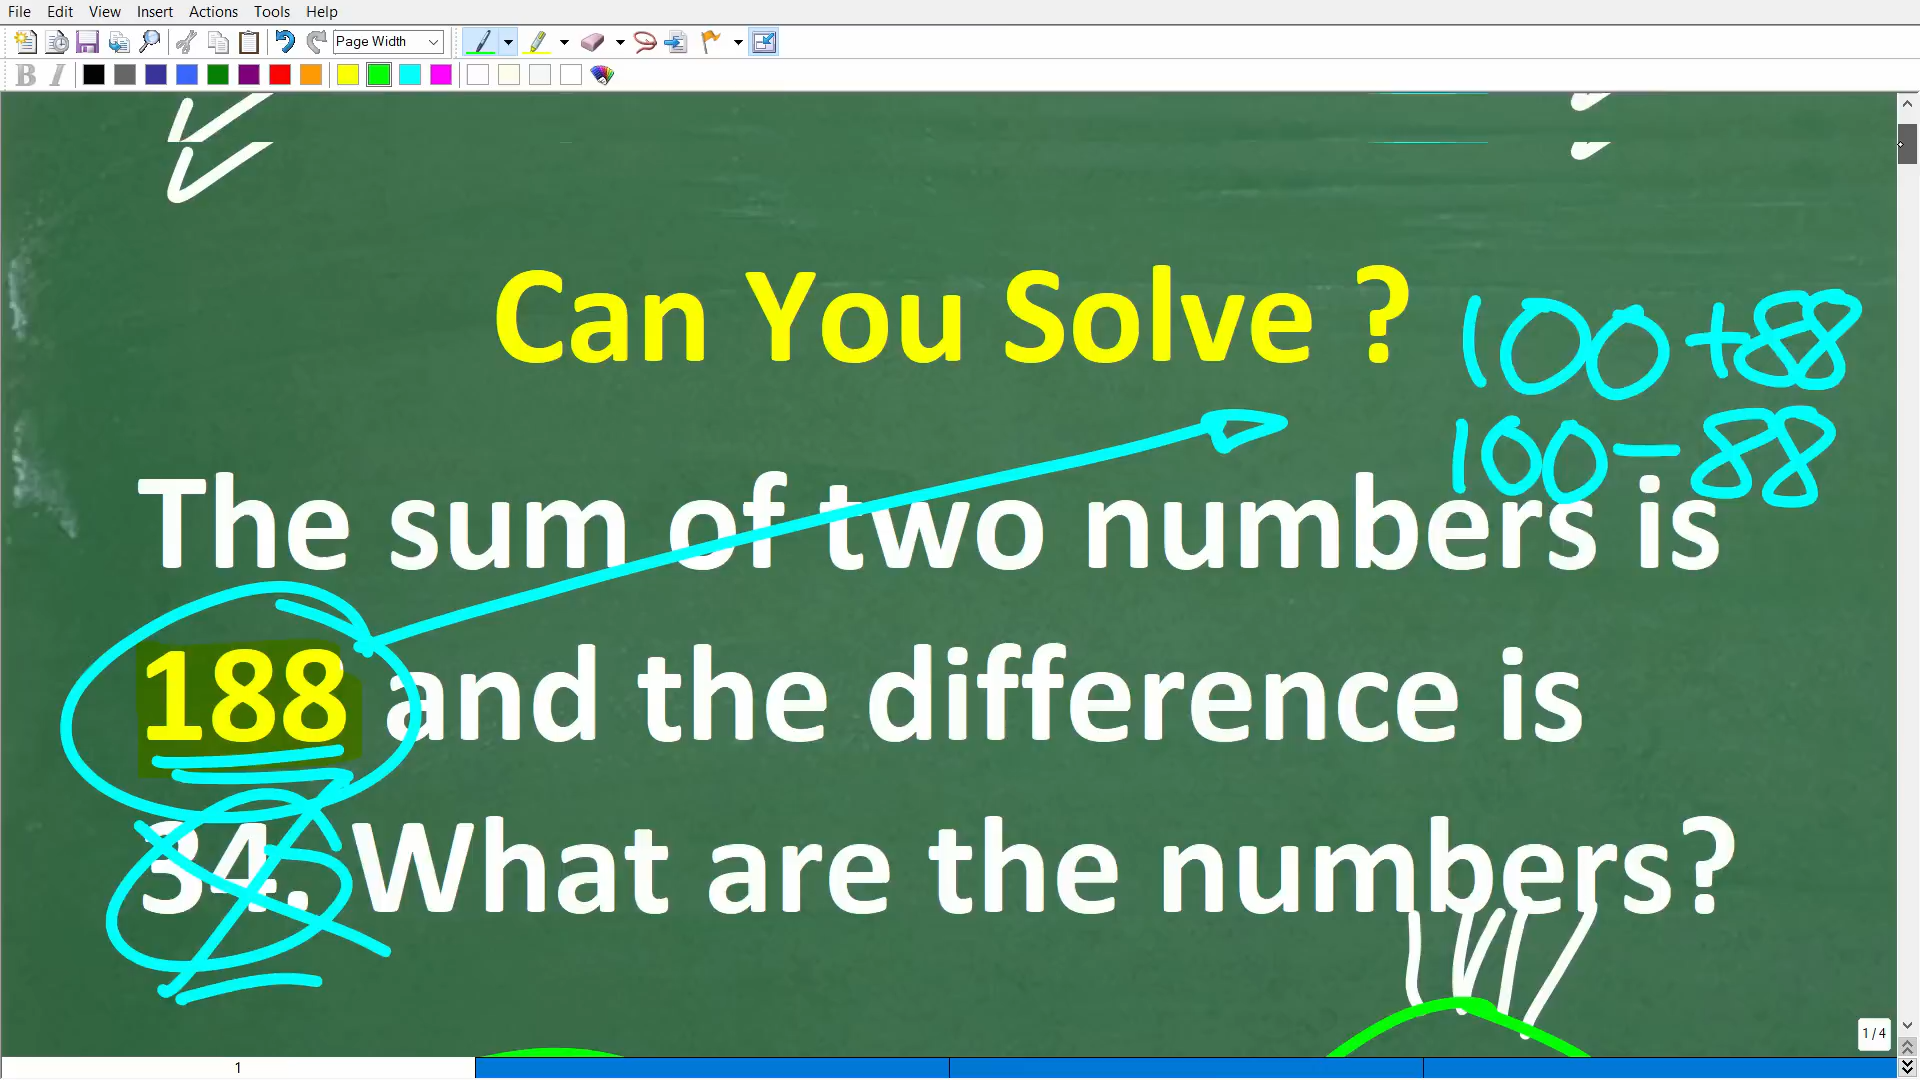 File Edit View Insert Actions Tools Help
Page Width
B I
Can You Solve ?
100+88
100-88
The sum of two numbers is
188 and the difference is
34. What are the numbers?
1 / 4
1